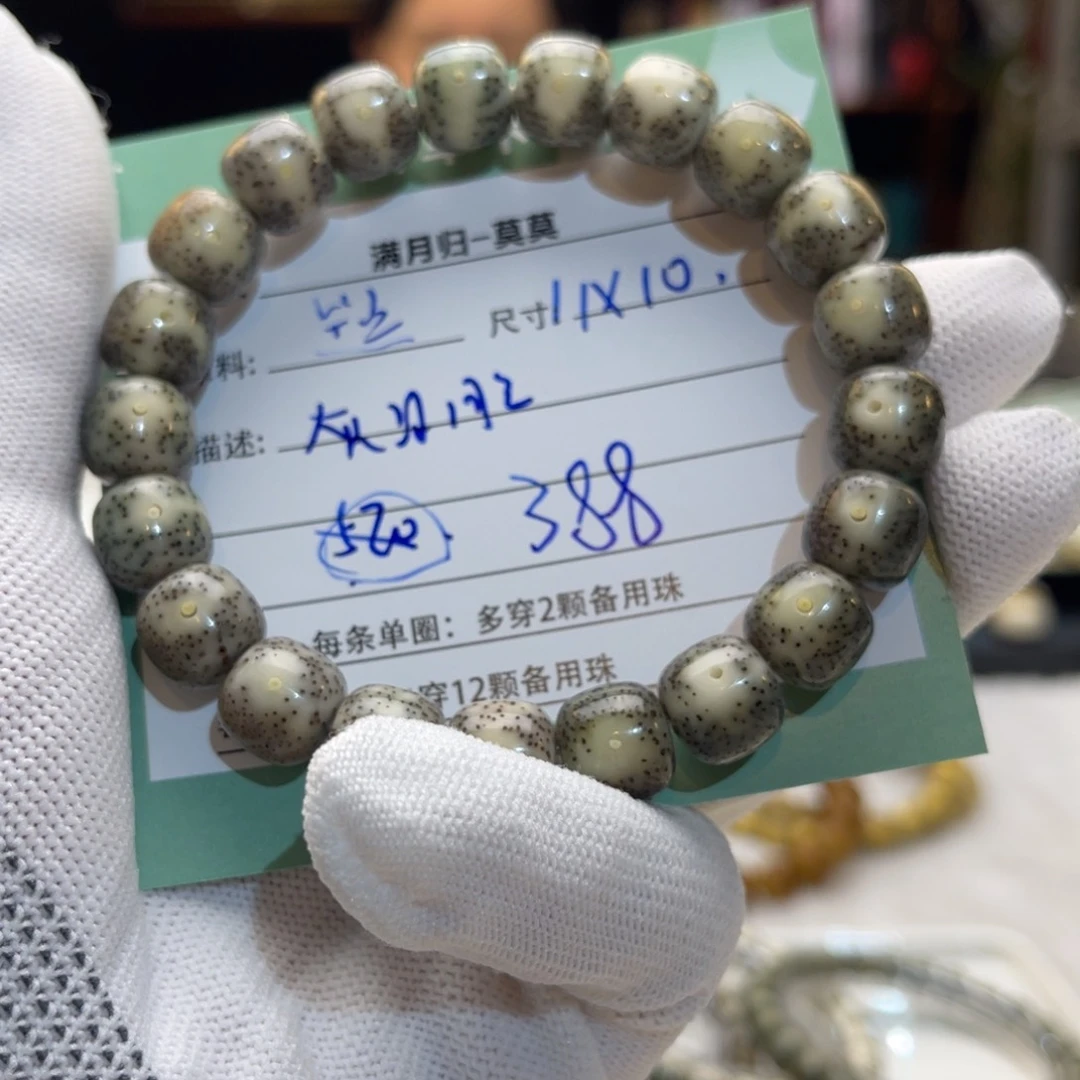 满月归-莫莫
料: 尺寸11X10.
描述:
520 388
每条单圈：多穿2颗备用珠
穿12颗备用珠